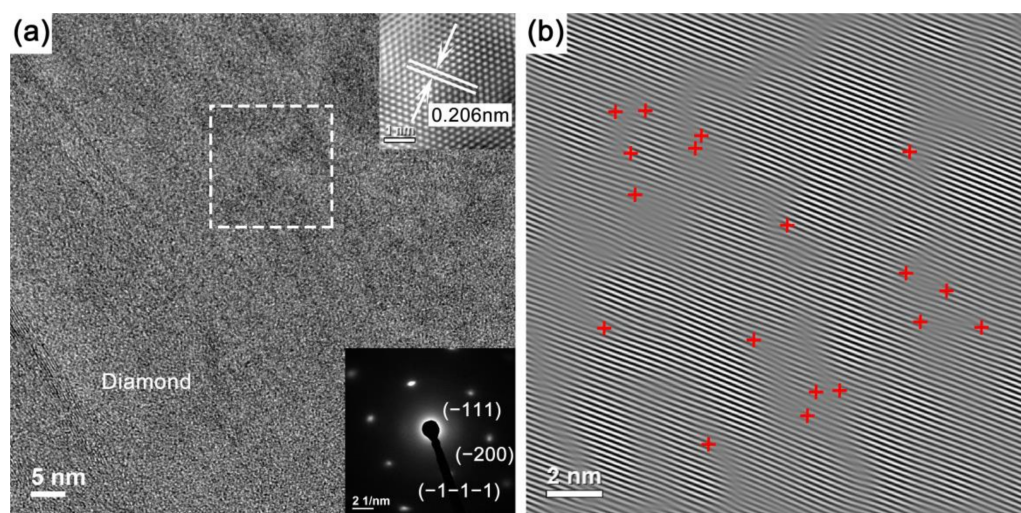 (a)
0.206nm
1 nm
Diamond
(−111)
(−200)
(−1−1−1)
2 1/nm
5 nm
(b)
2 nm